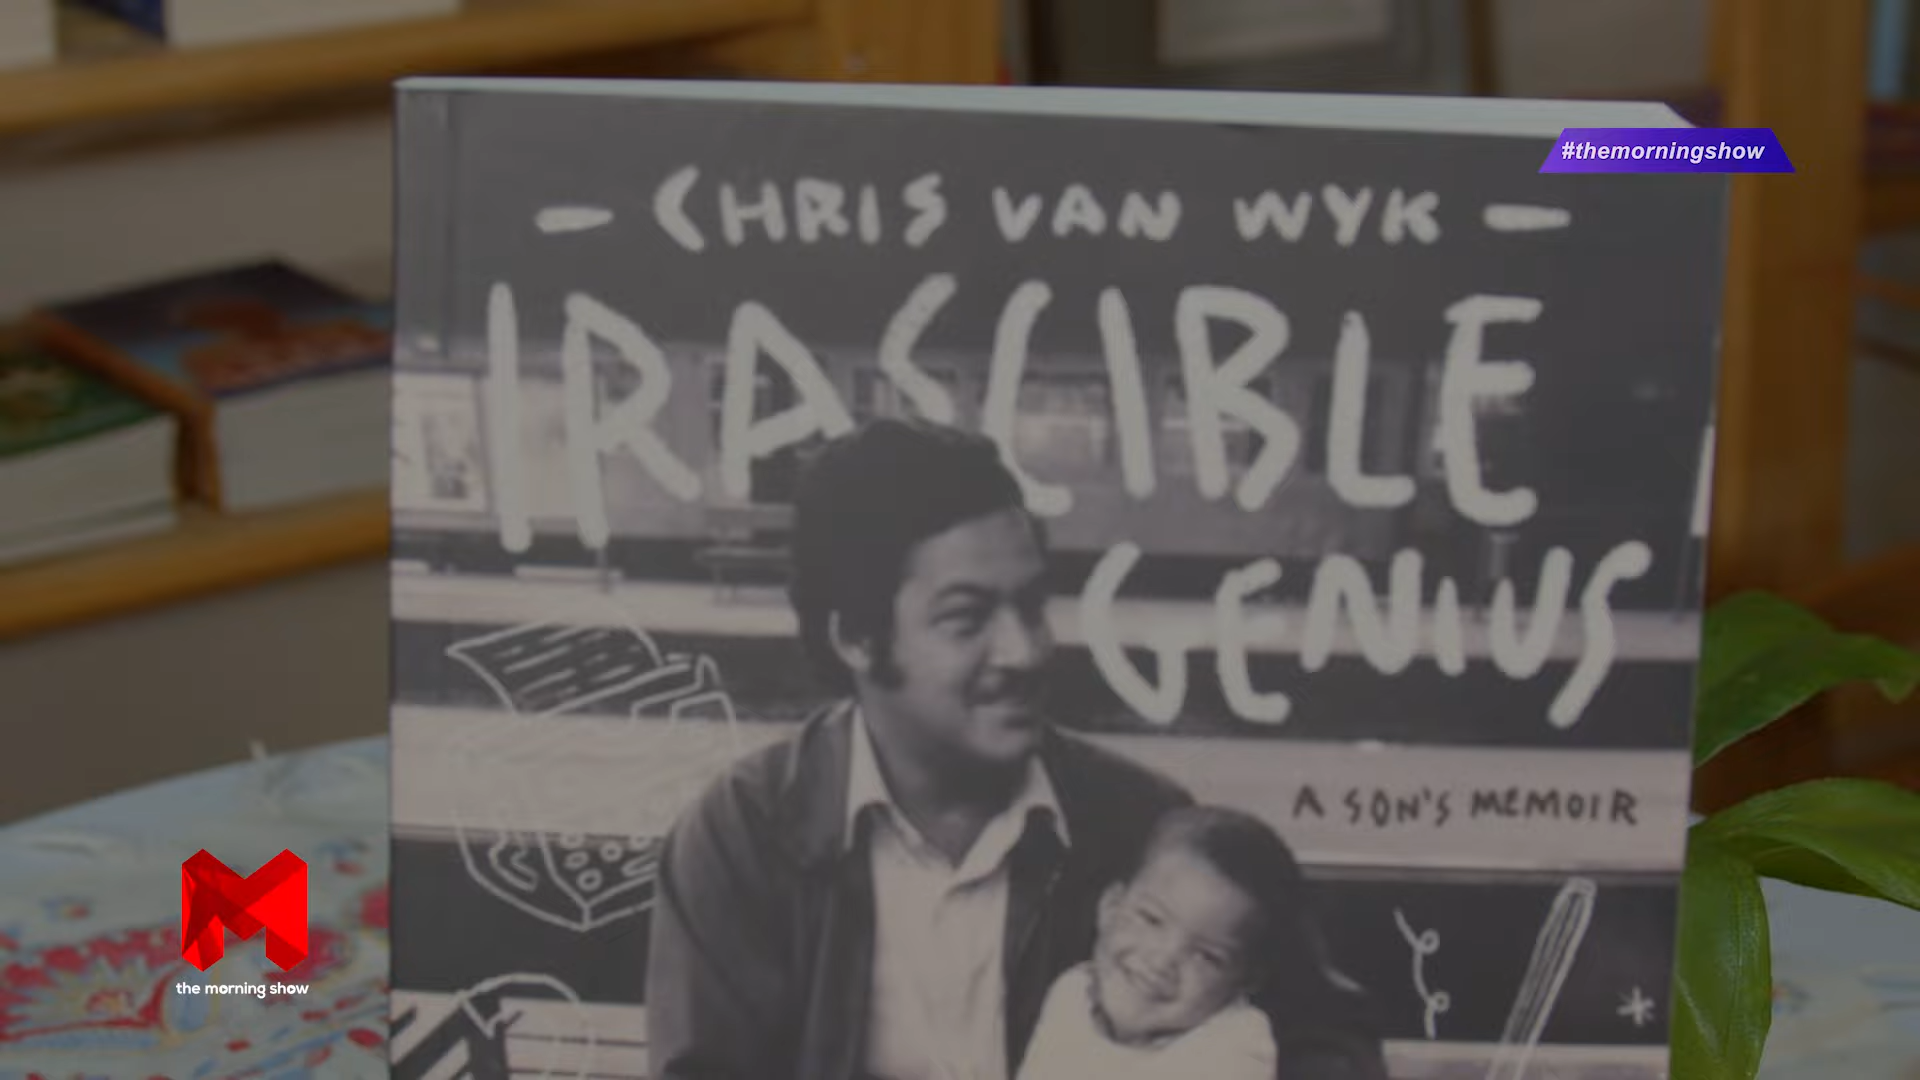 #themorningshow
— CHRIS VAN WYK —
IRASCIBLE
GENIUS
A SON'S MEMOIR
the morning show